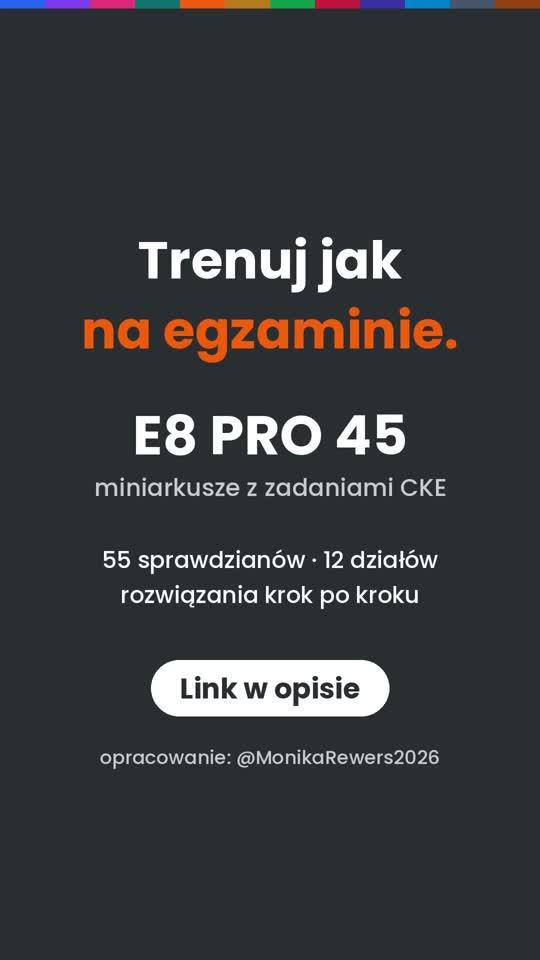 Trenuj jak
na egzaminie.
E8 PRO 45
miniarkusze z zadaniami CKE
55 sprawdzianów · 12 działów
rozwiązania krok po kroku
Link w opisie
opracowanie: @MonikaRewers2026